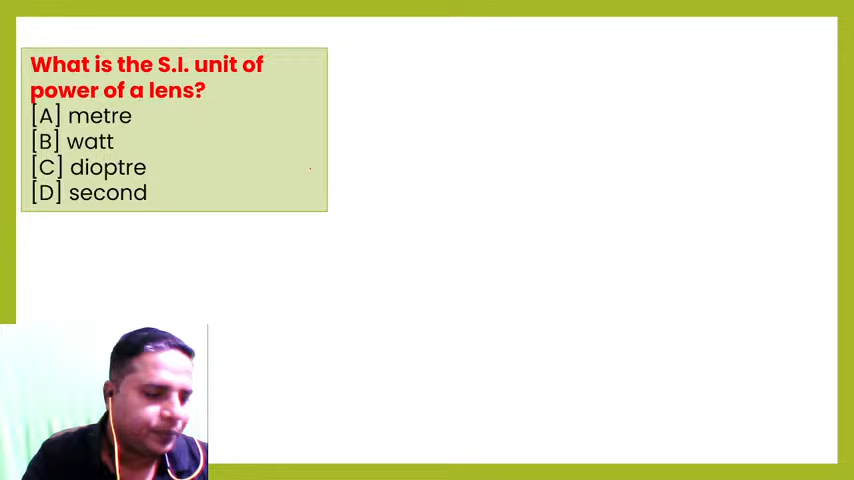 What is the S.I. unit of
power of a lens?
[A] metre
[B] watt
[C] dioptre
[D] second